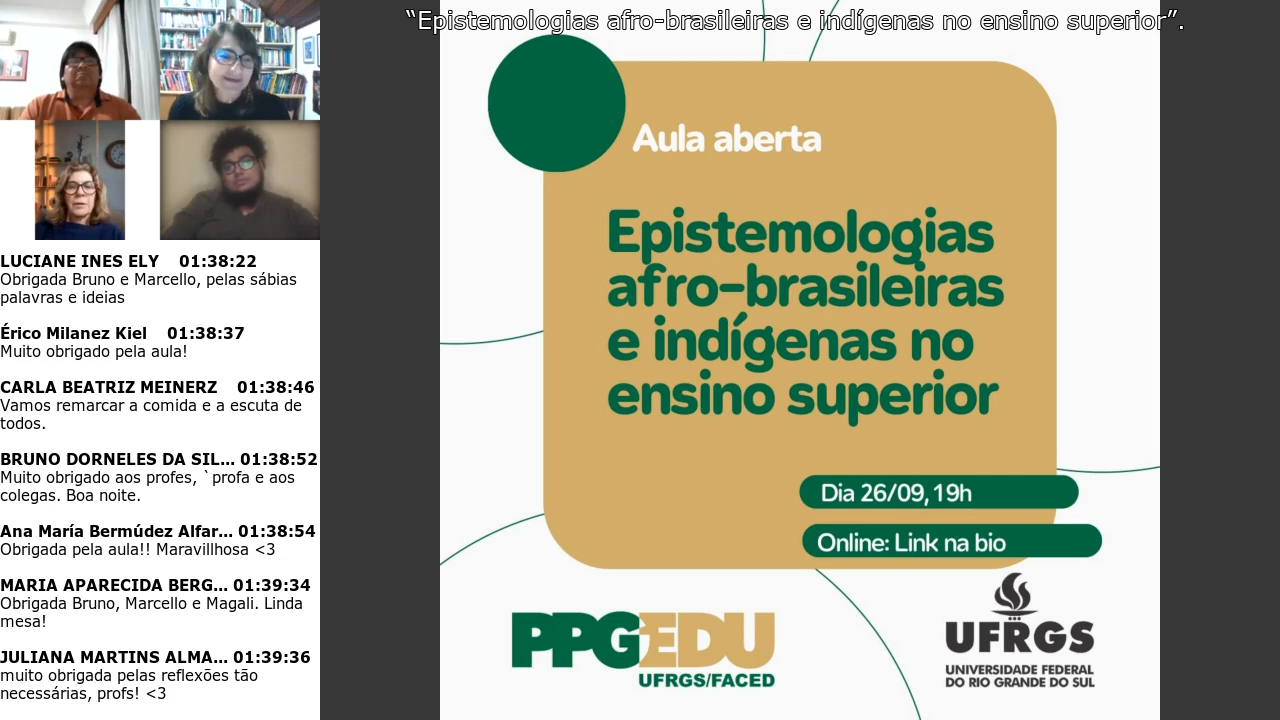 “Epistemologias afro-brasileiras e indígenas no ensino superior”.
Aula aberta
Epistemologias
afro-brasileiras
e indígenas no
ensino superior
Dia 26/09, 19h
Online: Link na bio
PPGEDU
UFRGS/FACED
UFRGS
UNIVERSIDADE FEDERAL
DO RIO GRANDE DO SUL
LUCIANE INES ELY 01:38:22
Obrigada Bruno e Marcello, pelas sábias
palavras e ideias
Érico Milanez Kiel 01:38:37
Muito obrigado pela aula!
CARLA BEATRIZ MEINERZ 01:38:46
Vamos remarcar a comida e a escuta de
todos.
BRUNO DORNELES DA SIL... 01:38:52
Muito obrigado aos profes, `profa e aos
colegas. Boa noite.
Ana María Bermúdez Alfar... 01:38:54
Obrigada pela aula!! Maravillhosa <3
MARIA APARECIDA BERG... 01:39:34
Obrigada Bruno, Marcello e Magali. Linda
mesa!
JULIANA MARTINS ALMA... 01:39:36
muito obrigada pelas reflexões tão
necessárias, profs! <3